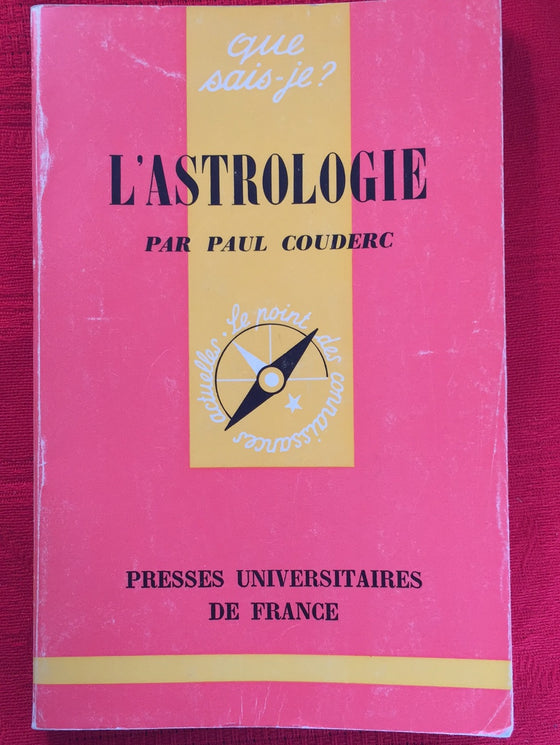 que
sais-je?
L'ASTROLOGIE
PAR PAUL COUDERC
Le point des connaissances actuelles.
PRESSES UNIVERSITAIRES
DE FRANCE